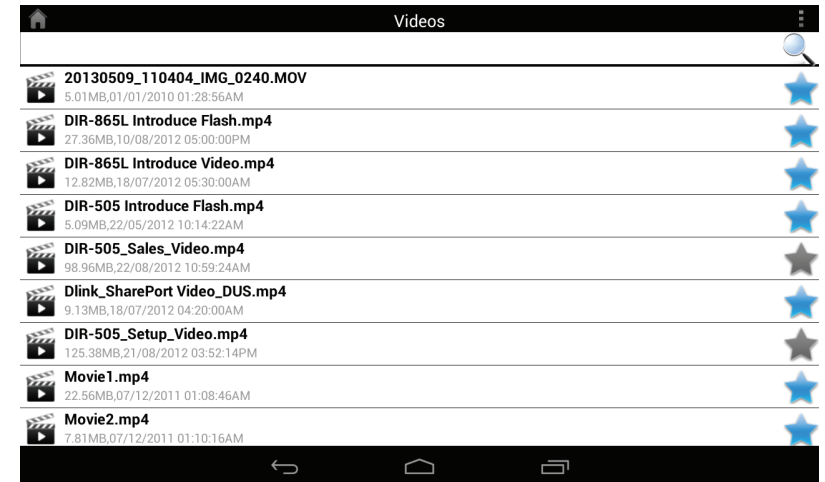 Videos
20130509_110404_IMG_0240.MOV
5.01MB,01/01/2010 01:28:56AM
DIR-865L Introduce Flash.mp4
27.36MB,10/08/2012 05:00:00PM
DIR-865L Introduce Video.mp4
12.82MB,18/07/2012 05:30:00AM
DIR-505 Introduce Flash.mp4
5.09MB,22/05/2012 10:14:22AM
DIR-505_Sales_Video.mp4
98.96MB,22/08/2012 10:59:24AM
Dlink_SharePort Video_DUS.mp4
9.13MB,18/07/2012 04:20:00AM
DIR-505_Setup_Video.mp4
125.38MB,21/08/2012 03:52:14PM
Movie1.mp4
22.56MB,07/12/2011 01:08:46AM
Movie2.mp4
7.81MB,07/12/2011 01:10:16AM